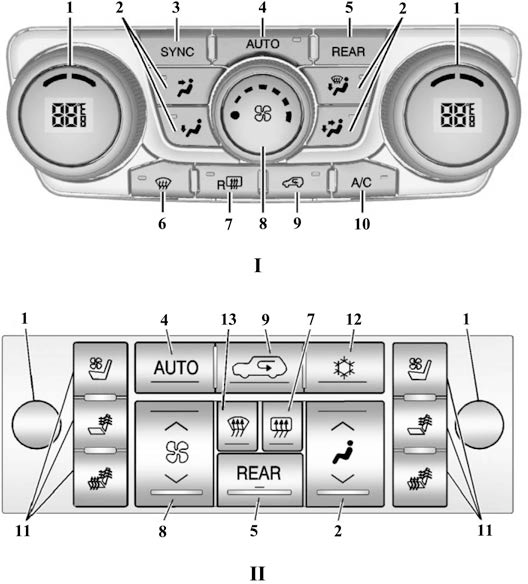 1 2 3 4 5 2 1
SYNC AUTO REAR
88°F 88°F
R A/C
6 7 8 9 10
I
1 4 13 9 7 12 1
AUTO
REAR
11 8 5 2 11
II